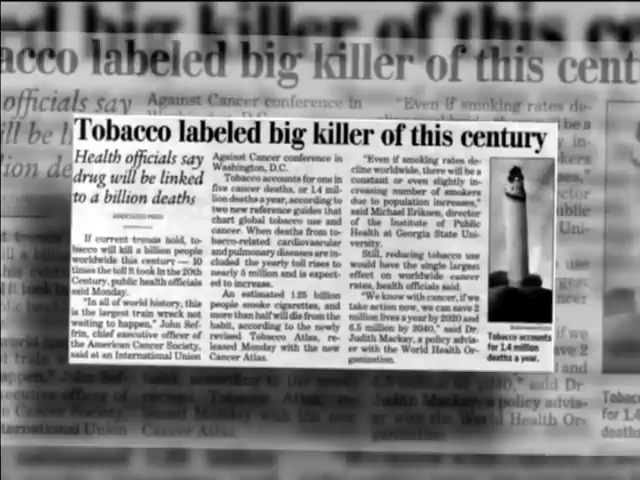 Tobacco labeled big killer of this century
Health officials say
drug will be linked
to a billion deaths
ASSOCIATED PRESS
If current trends hold, to-
bacco will kill a billion people
worldwide this century — 10
times the toll it took in the 20th
Century, public health officials
said Monday.
"In all of world history, this
is the largest train wreck not
waiting to happen," John Sef-
frin, chief executive officer of
the American Cancer Society,
said at an International Union
Against Cancer conference in
Washington, D.C.
Tobacco accounts for one in
five cancer deaths, or 1.4 mil-
lion deaths a year, according to
two new reference guides that
chart global tobacco use and
cancer. When deaths from to-
bacco-related cardiovascular
and pulmonary diseases are in-
cluded the yearly toll rises to
nearly 5 million and is expect-
ed to increase.
An estimated 1.25 billion
people smoke cigarettes, and
more than half will die from the
habit, according to the newly
revised Tobacco Atlas, re-
leased Monday with the new
Cancer Atlas.
"Even if smoking rates de-
cline worldwide, there will be a
constant or even slightly in-
creasing number of smokers
due to population increases,"
said Michael Eriksen, director
of the Institute of Public
Health at Georgia State Uni-
versity.
Still, reducing tobacco use
would have the single largest
effect on worldwide cancer
rates, health officials said.
"We know with cancer, if we
take action now, we can save 2
million lives a year by 2020 and
6.5 million by 2040," said Dr.
Judith Mackay, a policy advis-
er with the World Health Or-
ganization.
Tobacco accounts
for 1.4 million
deaths a year.